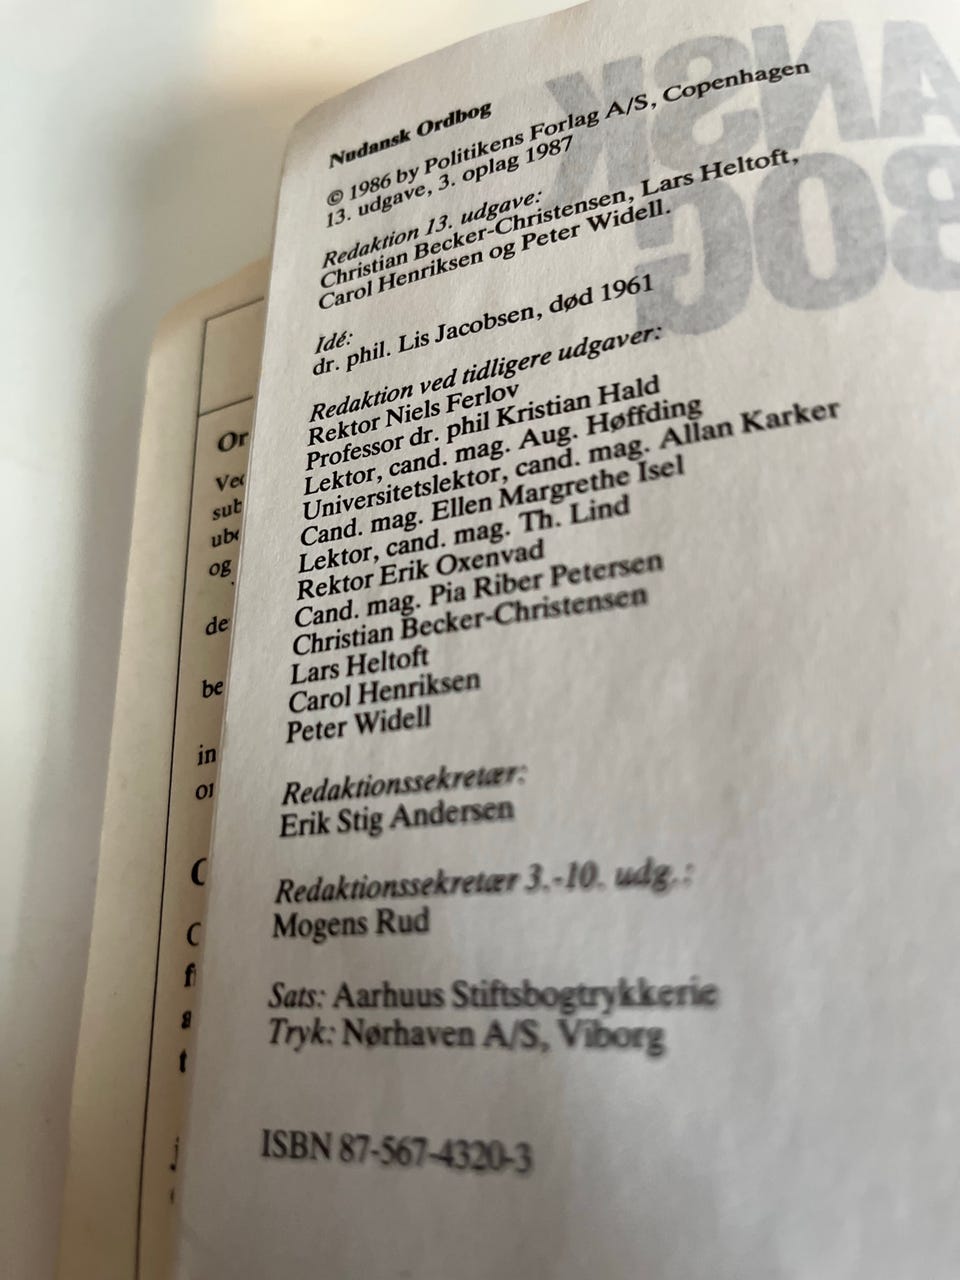 Nudansk Ordbog
© 1986 by Politikens Forlag A/S, Copenhagen
13. udgave, 3. oplag 1987
Redaktion 13. udgave:
Christian Becker-Christensen, Lars Heltoft,
Carol Henriksen og Peter Widell.
Idé:
dr. phil. Lis Jacobsen, død 1961
Redaktion ved tidligere udgaver:
Rektor Niels Ferlov
Professor dr. phil Kristian Hald
Lektor, cand. mag. Aug. Høffding
Universitetslektor, cand. mag. Allan Karker
Cand. mag. Ellen Margrethe Isel
Lektor, cand. mag. Th. Lind
Rektor Erik Oxenvad
Cand. mag. Pia Riber Petersen
Christian Becker-Christensen
Lars Heltoft
Carol Henriksen
Peter Widell
Redaktionssekretær:
Erik Stig Andersen
Redaktionssekretær 3.-10. udg.:
Mogens Rud
Sats: Aarhuus Stiftsbogtrykkerie
Tryk: Nørhaven A/S, Viborg
ISBN 87-567-4320-3